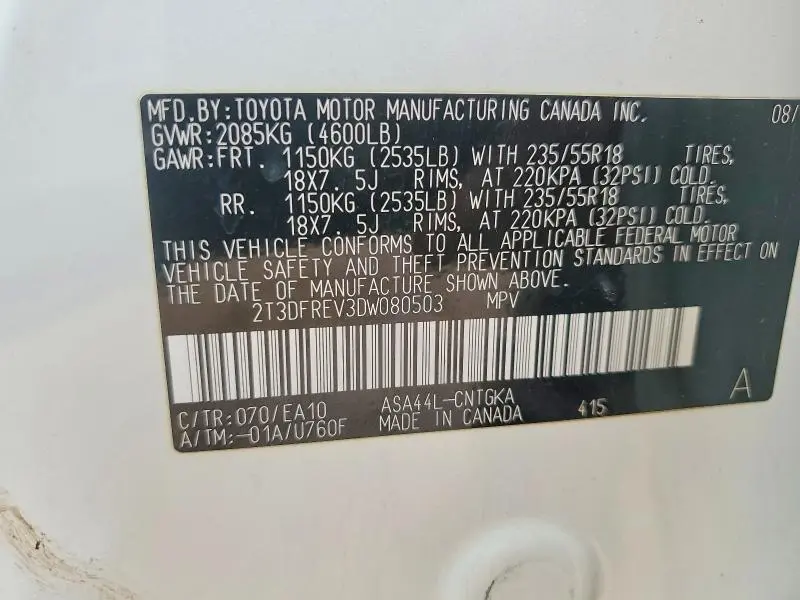 MFD.BY:TOYOTA MOTOR MANUFACTURING CANADA INC. 08/
GVWR:2085KG (4600LB)
GAWR:FRT. 1150KG (2535LB) WITH 235/55R18 TIRES,
18X7. 5J RIMS, AT 220KPA (32PSI) COLD.
RR. 1150KG (2535LB) WITH 235/55R18 TIRES,
18X7. 5J RIMS, AT 220KPA (32PSI) COLD.
THIS VEHICLE CONFORMS TO ALL APPLICABLE FEDERAL MOTOR
VEHICLE SAFETY AND THEFT PREVENTION STANDARDS IN EFFECT ON
THE DATE OF MANUFACTURE SHOWN ABOVE.
2T3DFREV3DW080503 MPV
A
C/TR:070/EA10 ASA44L-CNTGKA 415
A/TM:-01A/U760F MADE IN CANADA